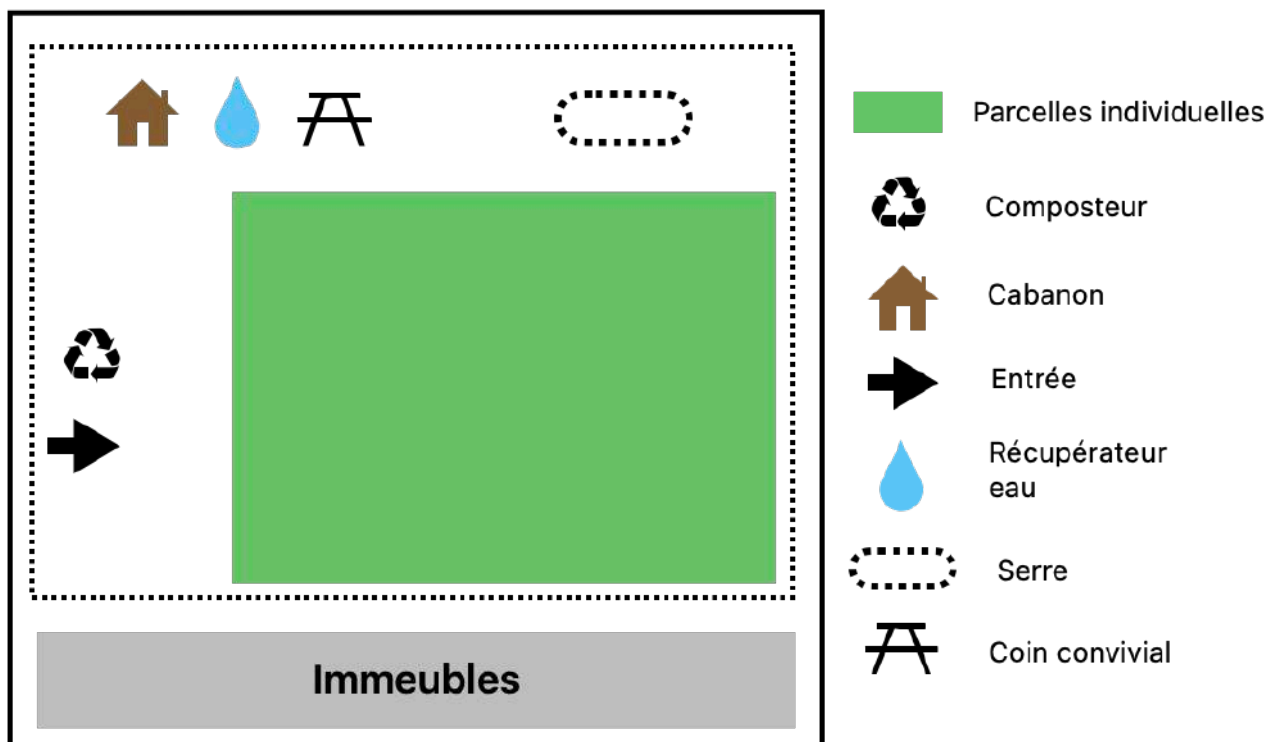 Parcelles individuelles
Composteur
Cabanon
Entrée
Récupérateur
eau
Serre
Coin convivial
Immeubles